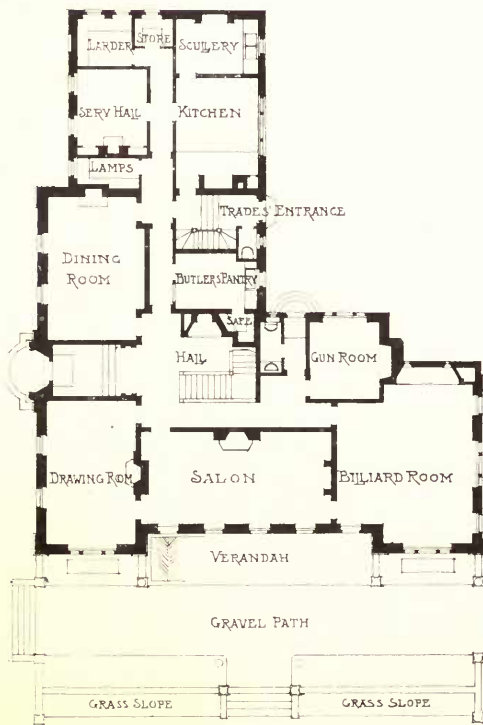 LARDER
STORE
SCULLERY
SERV HALL
KITCHEN
LAMPS
TRADES' ENTRANCE
DINING
ROOM
BUTLERS PANTRY
SAFE
HALL
GUN ROOM
DRAWING ROOM
SALON
BILLIARD ROOM
VERANDAH
GRAVEL PATH
GRASS SLOPE
GRASS SLOPE